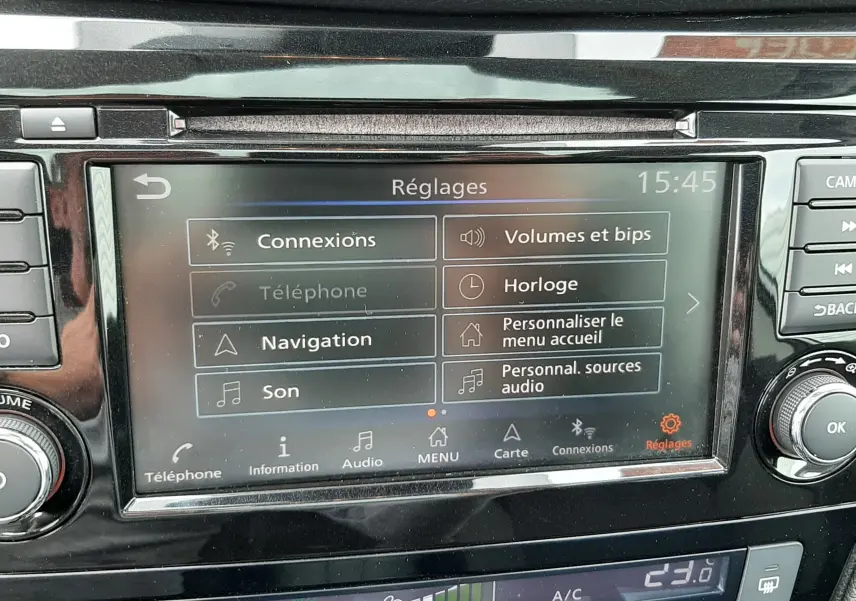 CAM
Réglages
15:45
Connexions
Volumes et bips
Téléphone
Horloge
Navigation
Personnaliser le
menu accueil
Son
Personnal. sources
audio
BACK
OK
Téléphone
Information
Audio
MENU
Carte
Connexions
Réglages
A/C
23.0